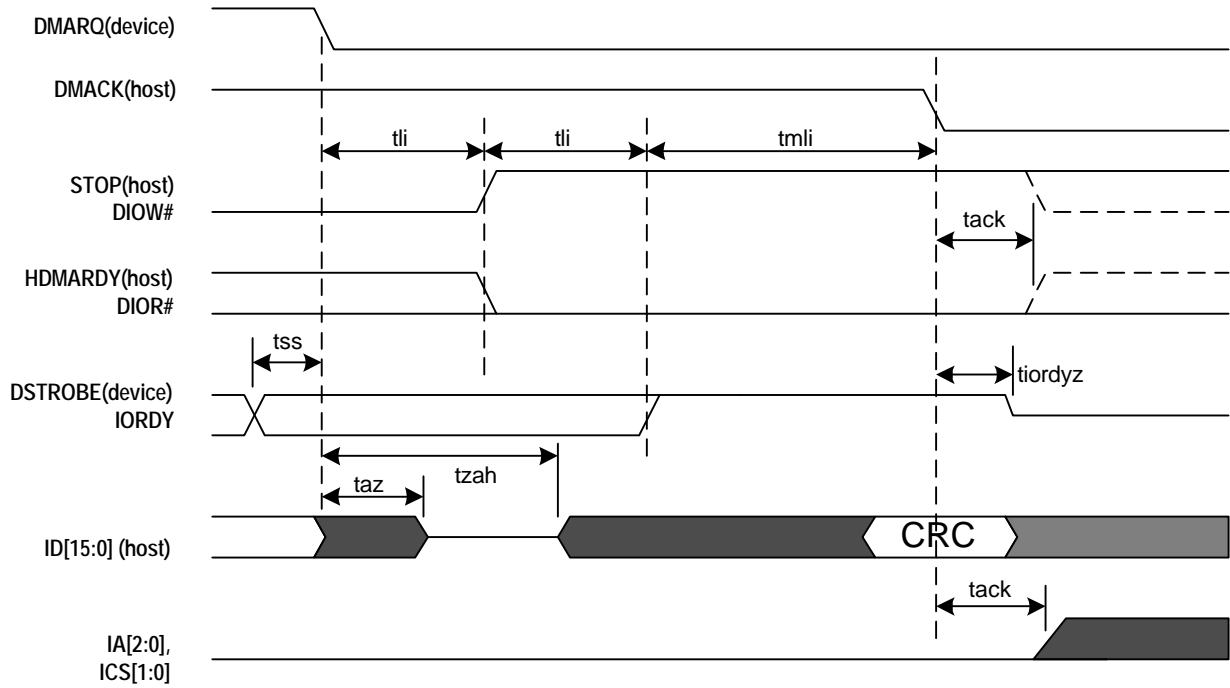 DMARQ(device)
DMACK(host)
tli tli tmli
STOP(host)
DIOW#
tack
HDMARDY(host)
DIOR#
tss
tiordyz
DSTROBE(device)
IORDY
tzah
taz
ID[15:0] (host)
CRC
tack
IA[2:0],
ICS[1:0]